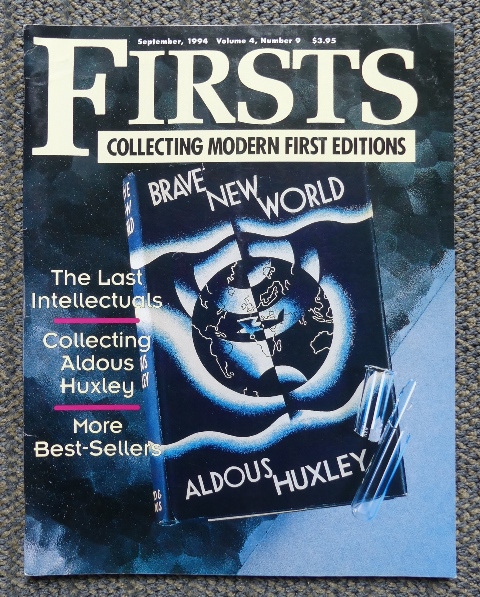 September, 1994 Volume 4, Number 9 $3.95
FIRSTS
COLLECTING MODERN FIRST EDITIONS
BRAVE NEW WORLD
The Last
Intellectuals
Collecting
Aldous
Huxley
More
Best-Sellers
ALDOUS HUXLEY